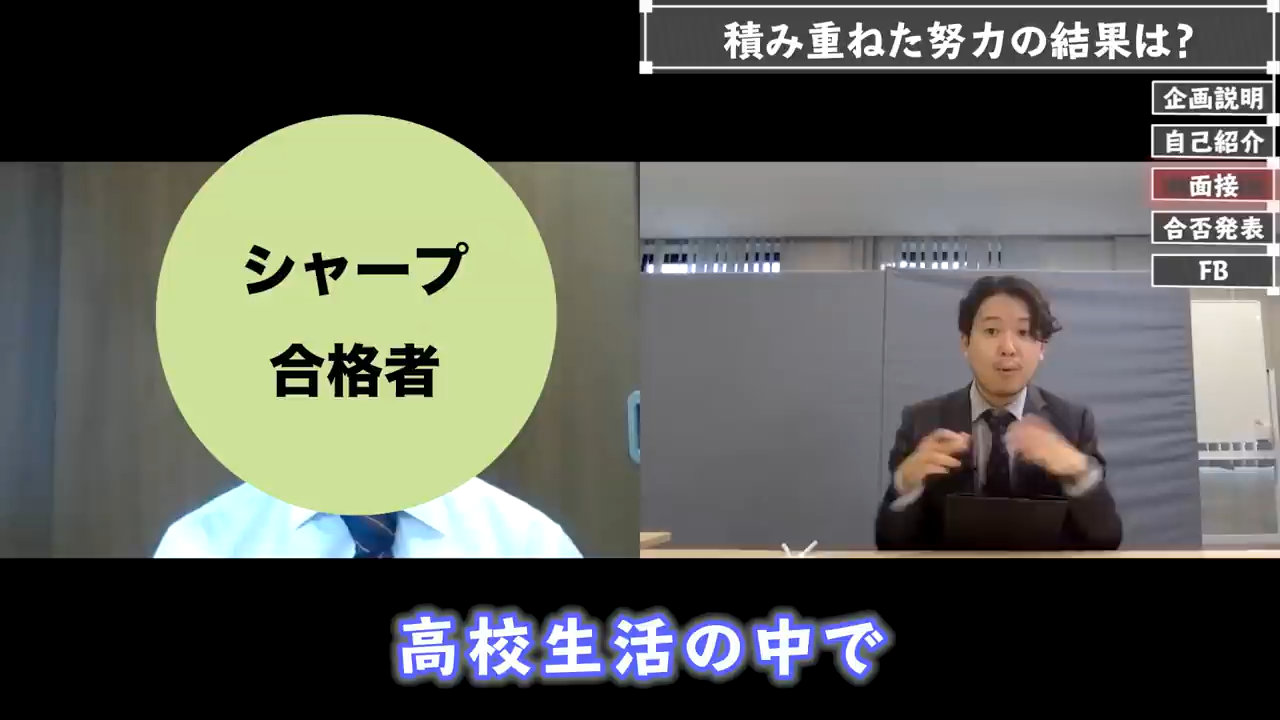 積み重ねた努力の結果は?
企画説明
自己紹介
面接
合否発表
FB
シャープ
合格者
高校生活の中で